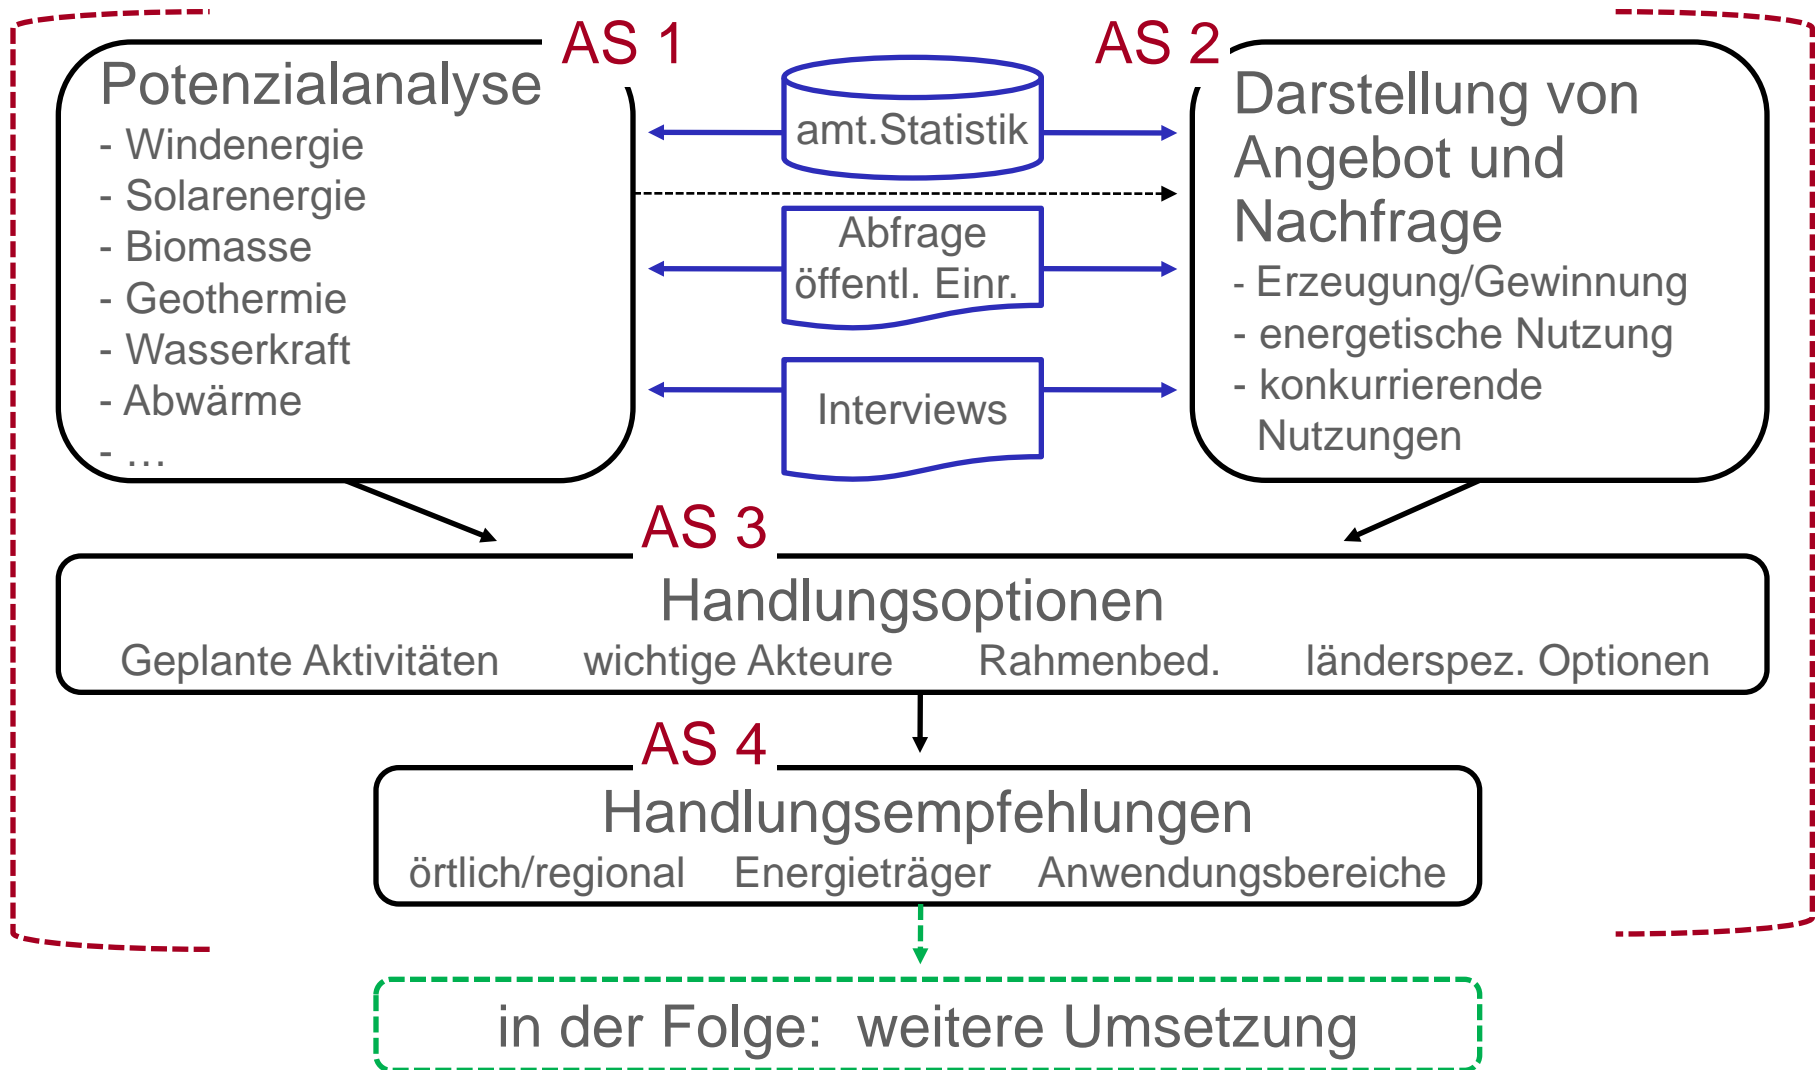 AS 1
Potenzialanalyse
- Windenergie
- Solarenergie
- Biomasse
- Geothermie
- Wasserkraft
- Abwärme
- …
amt.Statistik
Abfrage
öffentl. Einr.
Interviews
AS 2
Darstellung von
Angebot und
Nachfrage
- Erzeugung/Gewinnung
- energetische Nutzung
- konkurrierende
Nutzungen
AS 3
Handlungsoptionen
Geplante Aktivitäten wichtige Akteure Rahmenbed. länderspez. Optionen
AS 4
Handlungsempfehlungen
örtlich/regional Energieträger Anwendungsbereiche
in der Folge: weitere Umsetzung